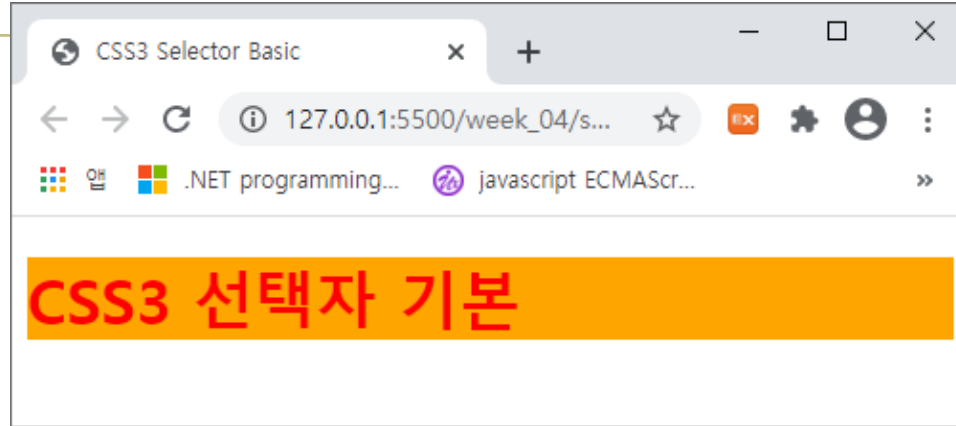 CSS3 Selector Basic
127.0.0.1:5500/week_04/s...
EX
앱 .NET programming... javascript ECMAScr...
CSS3 선택자 기본